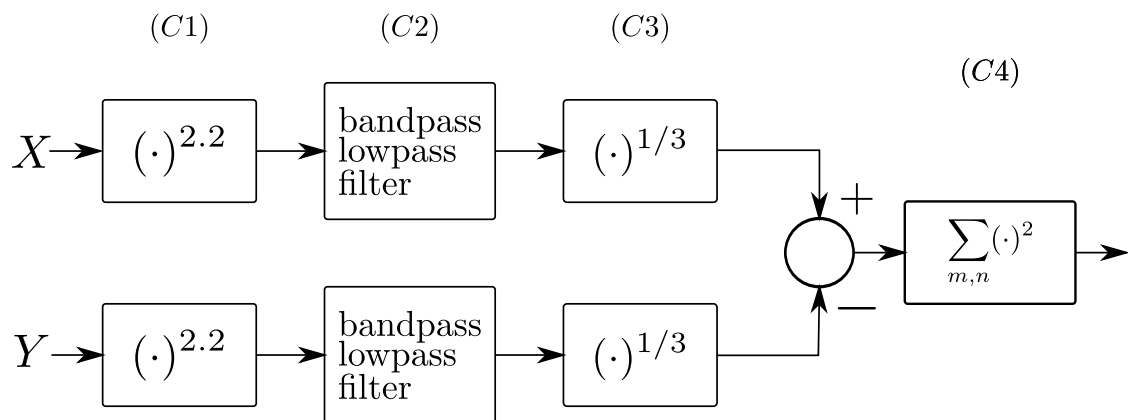 (C1) (C2) (C3)
(C4)
X (·)^{2.2} bandpass
lowpass
filter (·)^{1/3}
+
∑_{m,n}(·)^2
−
Y (·)^{2.2} bandpass
lowpass
filter (·)^{1/3}